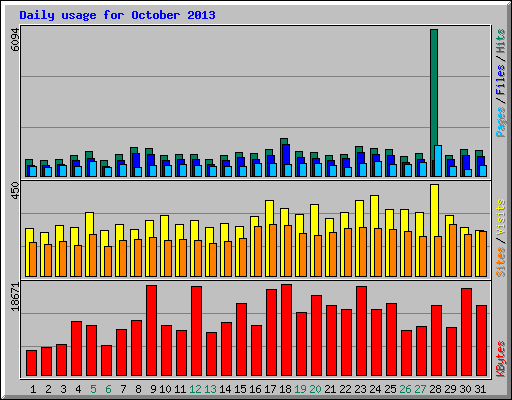 Daily usage for October 2013
6094
Pages / Files / Hits
450
Sites / Visits
18671
KBytes
1 2 3 4 5 6 7 8 9 10 11 12 13 14 15 16 17 18 19 20 21 22 23 24 25 26 27 28 29 30 31